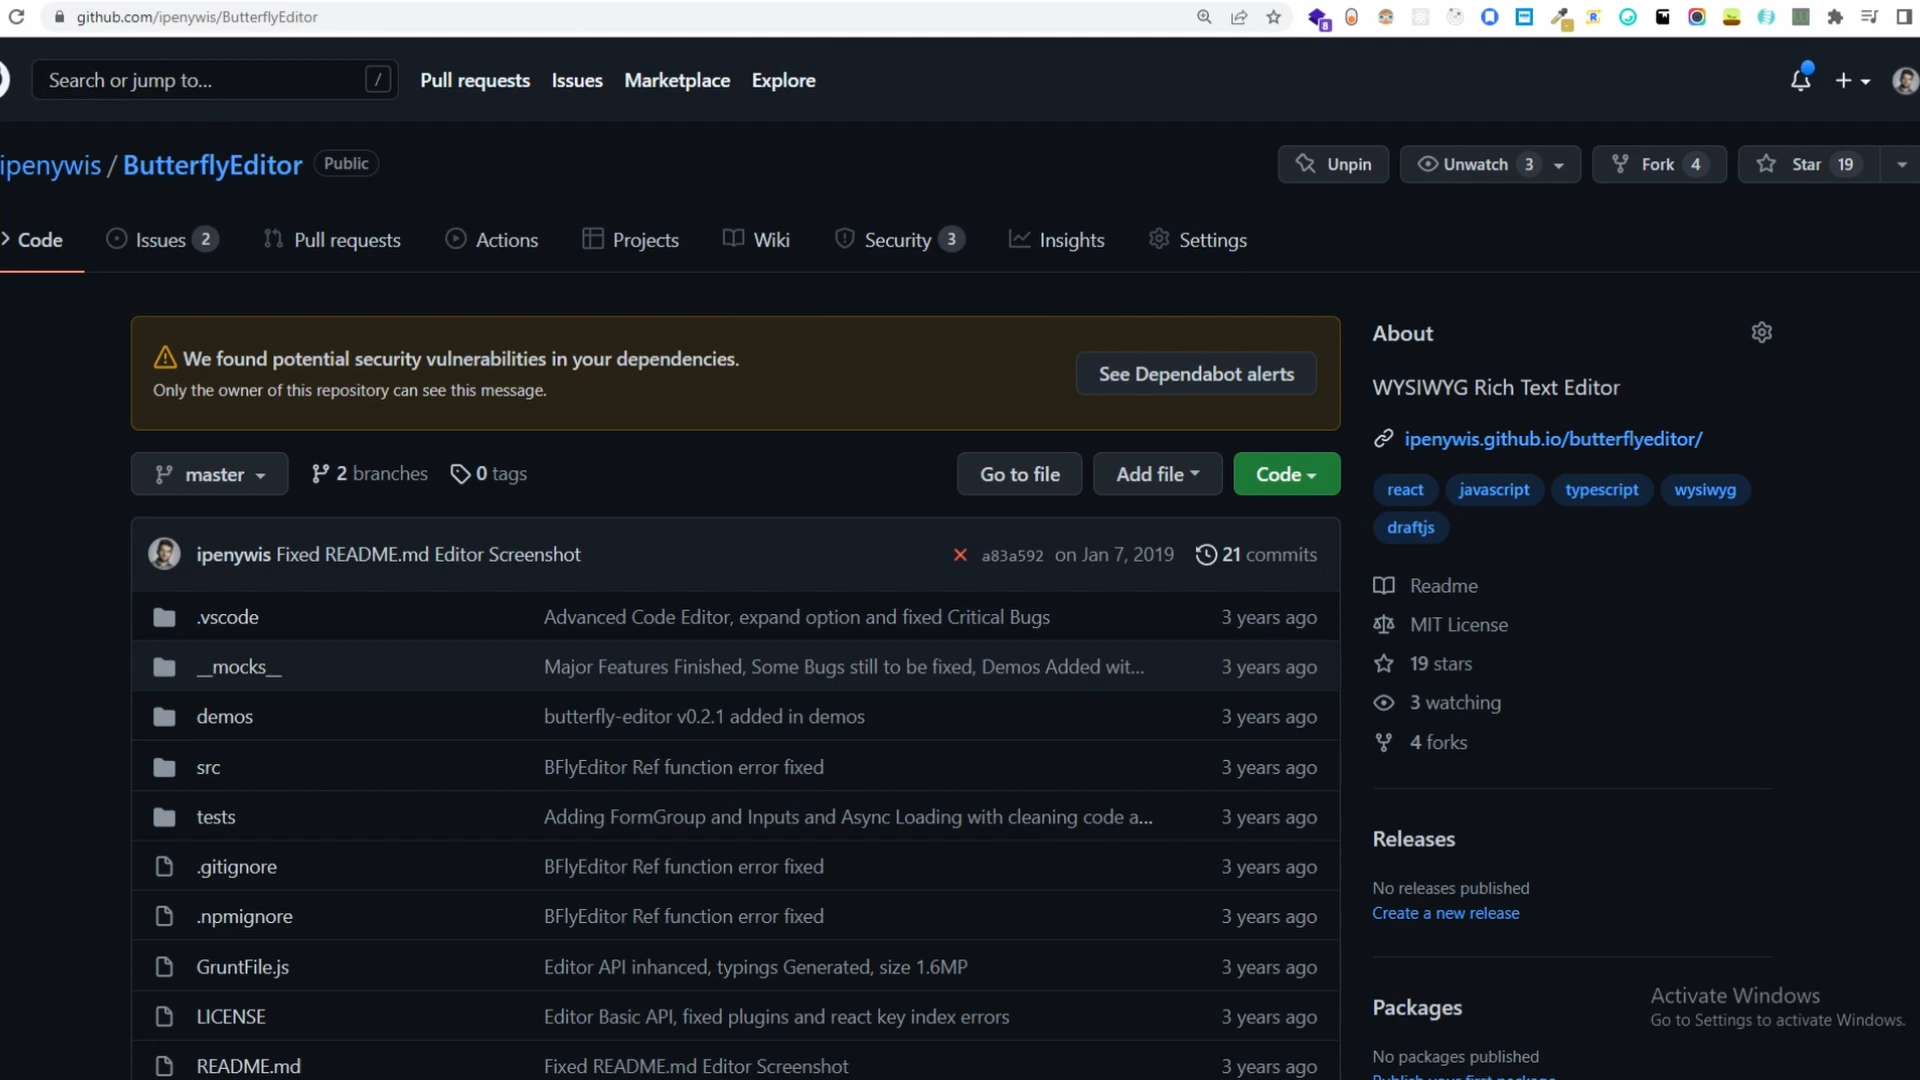 github.com/ipenywis/ButterflyEditor
8
Search or jump to...
/
Pull requests
Issues
Marketplace
Explore
ipenywis / ButterflyEditor
Public
Unpin
Unwatch 3
Fork 4
Star 19
Code
Issues 2
Pull requests
Actions
Projects
Wiki
Security 3
Insights
Settings
We found potential security vulnerabilities in your dependencies.
Only the owner of this repository can see this message.
See Dependabot alerts
About
WYSIWYG Rich Text Editor
ipenywis.github.io/butterflyeditor/
react
javascript
typescript
wysiwyg
draftjs
Readme
MIT License
19 stars
3 watching
4 forks
master
2 branches
0 tags
Go to file
Add file
Code
ipenywis Fixed README.md Editor Screenshot
a83a592 on Jan 7, 2019
21 commits
.vscode Advanced Code Editor, expand option and fixed Critical Bugs 3 years ago
__mocks__ Major Features Finished, Some Bugs still to be fixed, Demos Added wit... 3 years ago
demos butterfly-editor v0.2.1 added in demos 3 years ago
src BFlyEditor Ref function error fixed 3 years ago
tests Adding FormGroup and Inputs and Async Loading with cleaning code a... 3 years ago
.gitignore BFlyEditor Ref function error fixed 3 years ago
.npmignore BFlyEditor Ref function error fixed 3 years ago
GruntFile.js Editor API inhanced, typings Generated, size 1.6MP 3 years ago
LICENSE Editor Basic API, fixed plugins and react key index errors 3 years ago
README.md Fixed README.md Editor Screenshot 3 years ago
Releases
No releases published
Create a new release
Packages
No packages published
Publish your first package
Activate Windows
Go to Settings to activate Windows.